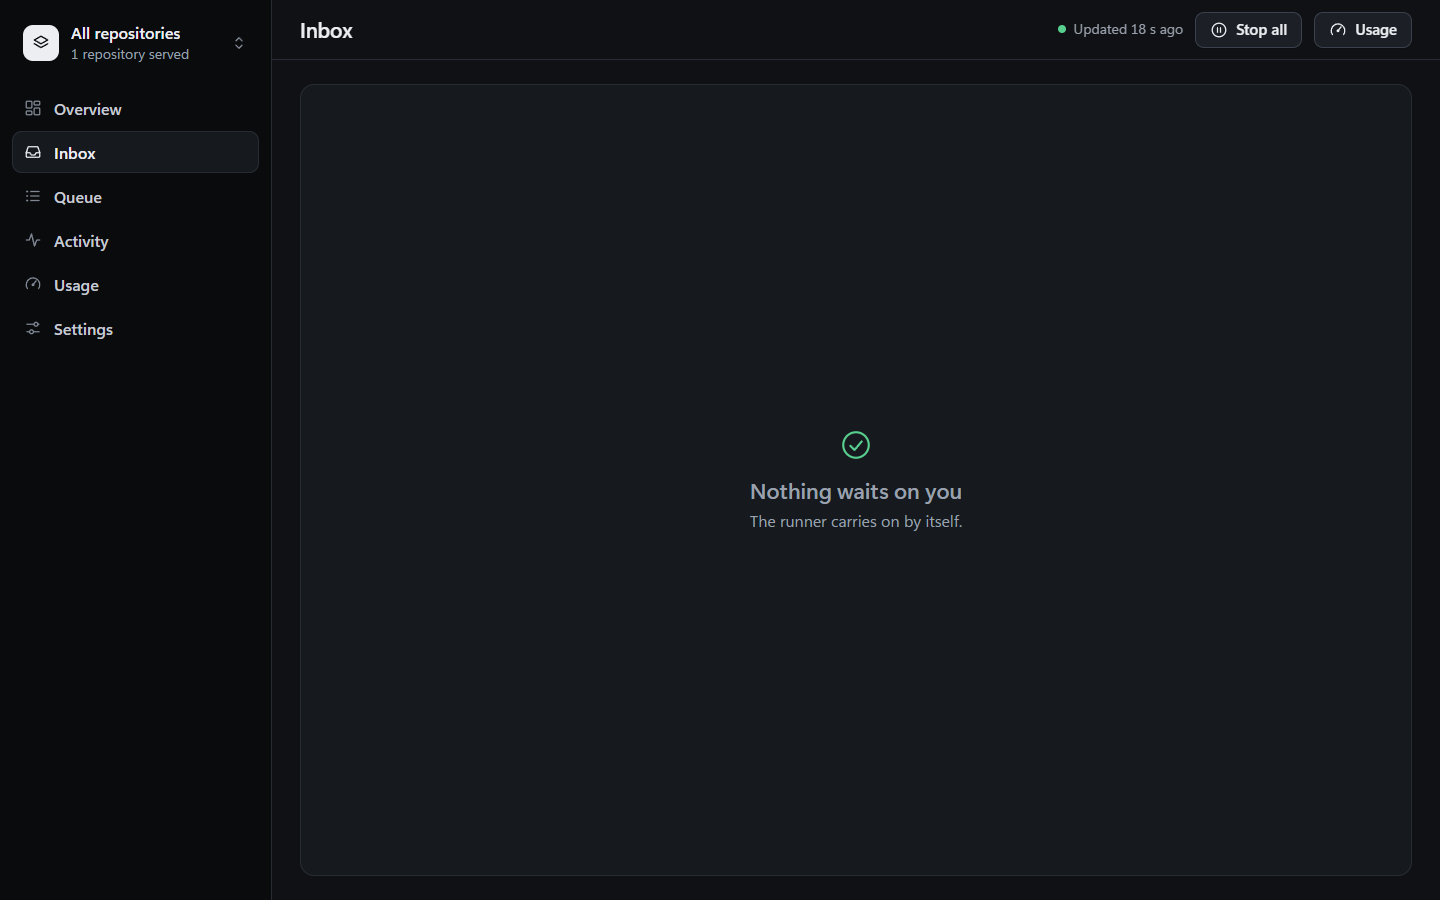 All repositories
1 repository served
Overview
Inbox
Queue
Activity
Usage
Settings
Inbox
Updated 18 s ago
Stop all
Usage
Nothing waits on you
The runner carries on by itself.